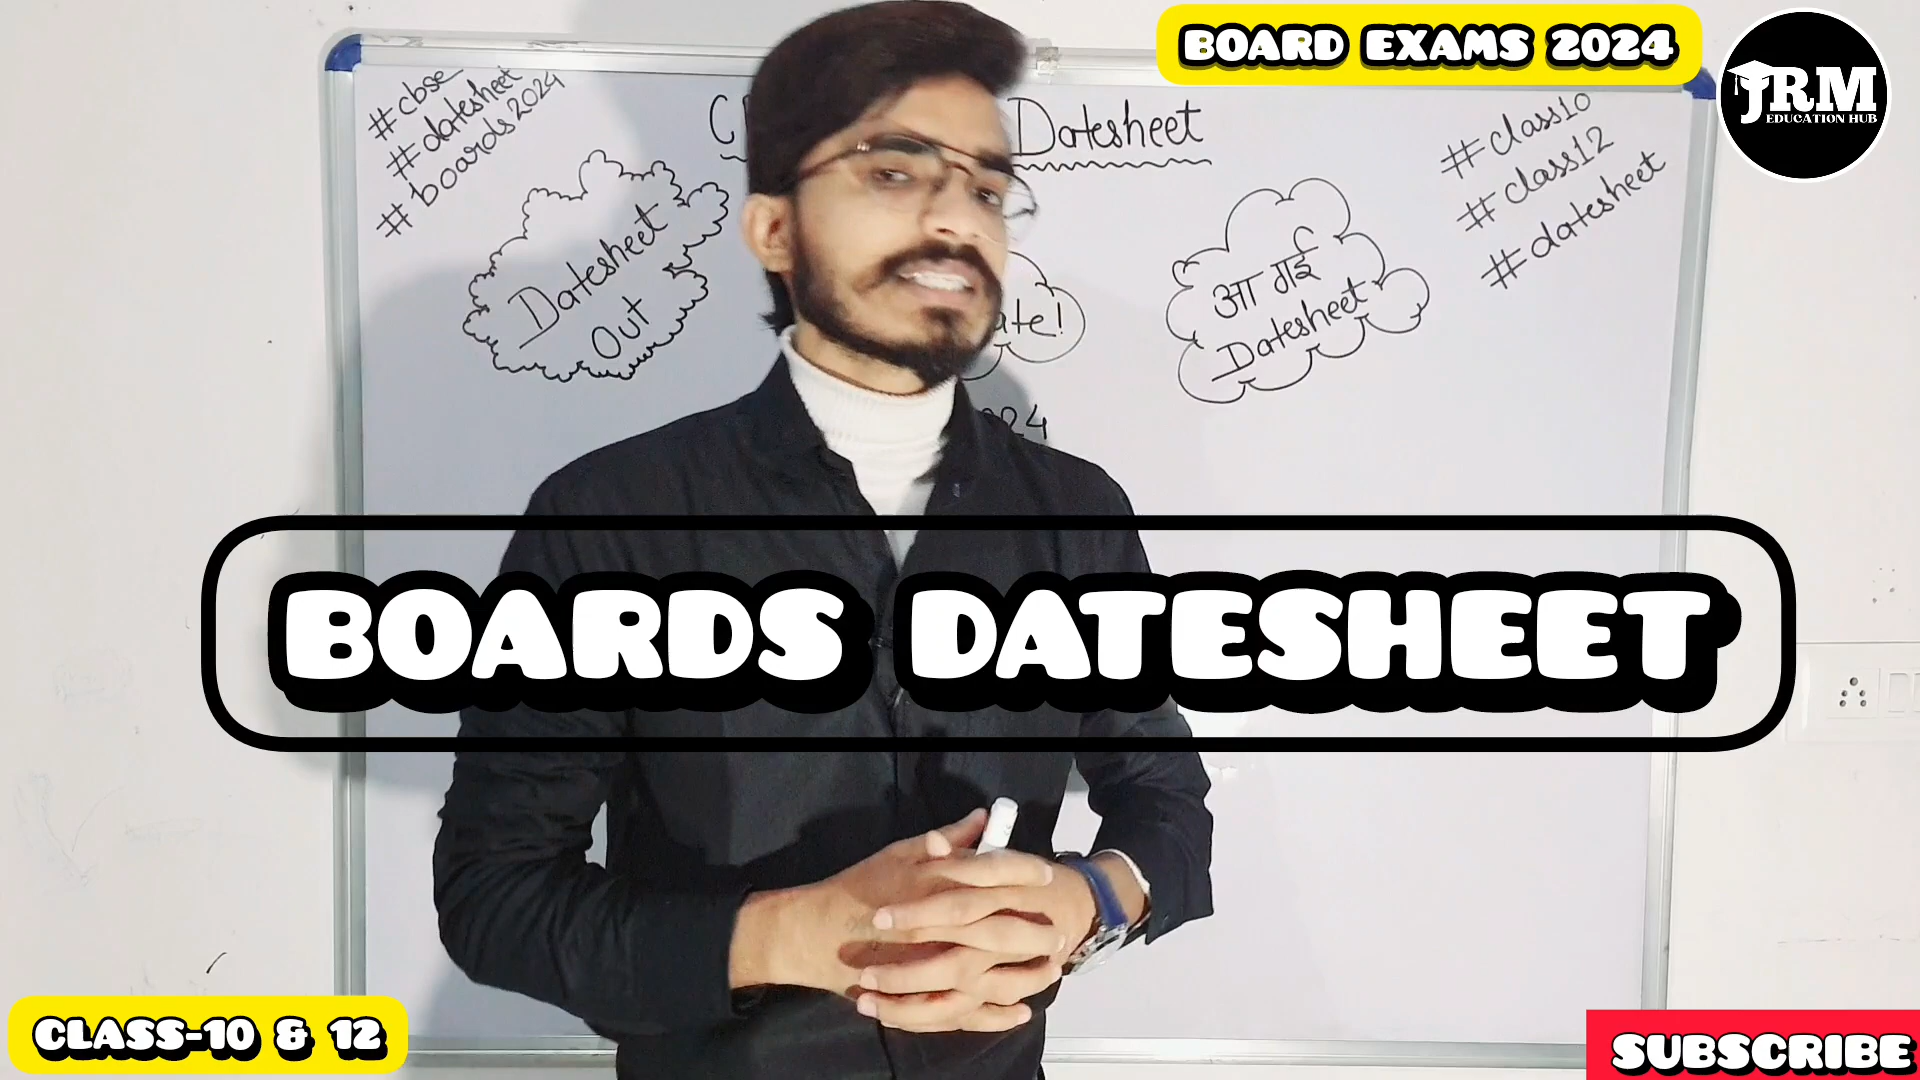 BOARD EXAMS 2024
JRM
EDUCATION HUB
#cbse
#datesheet
#boards2024
Datesheet
#class10
#class12
#datesheet
Datesheet
Out
आ गई
Datesheet
BOARDS DATESHEET
CLASS-10 & 12
SUBSCRIBE